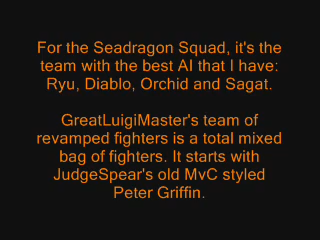 For the Seadragon Squad, it's the
team with the best AI that I have:
Ryu, Diablo, Orchid and Sagat.
GreatLuigiMaster's team of
revamped fighters is a total mixed
bag of fighters. It starts with
JudgeSpear's old MvC styled
Peter Griffin.